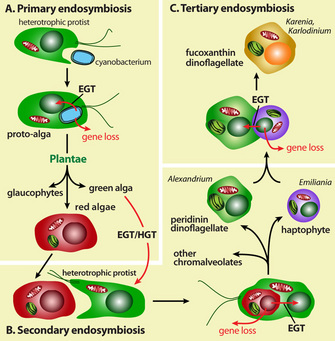 A. Primary endosymbiosis
heterotrophic protist
cyanobacterium
EGT
proto-alga
gene loss
Plantae
glaucophytes
green alga
red algae
EGT/HGT
heterotrophic protist
B. Secondary endosymbiosis
C. Tertiary endosymbiosis
Karenia,
Karlodinium
fucoxanthin
dinoflagellate
EGT
gene loss
Alexandrium
Emiliania
peridinin
dinoflagellate
haptophyte
other
chromalveolates
gene loss
EGT